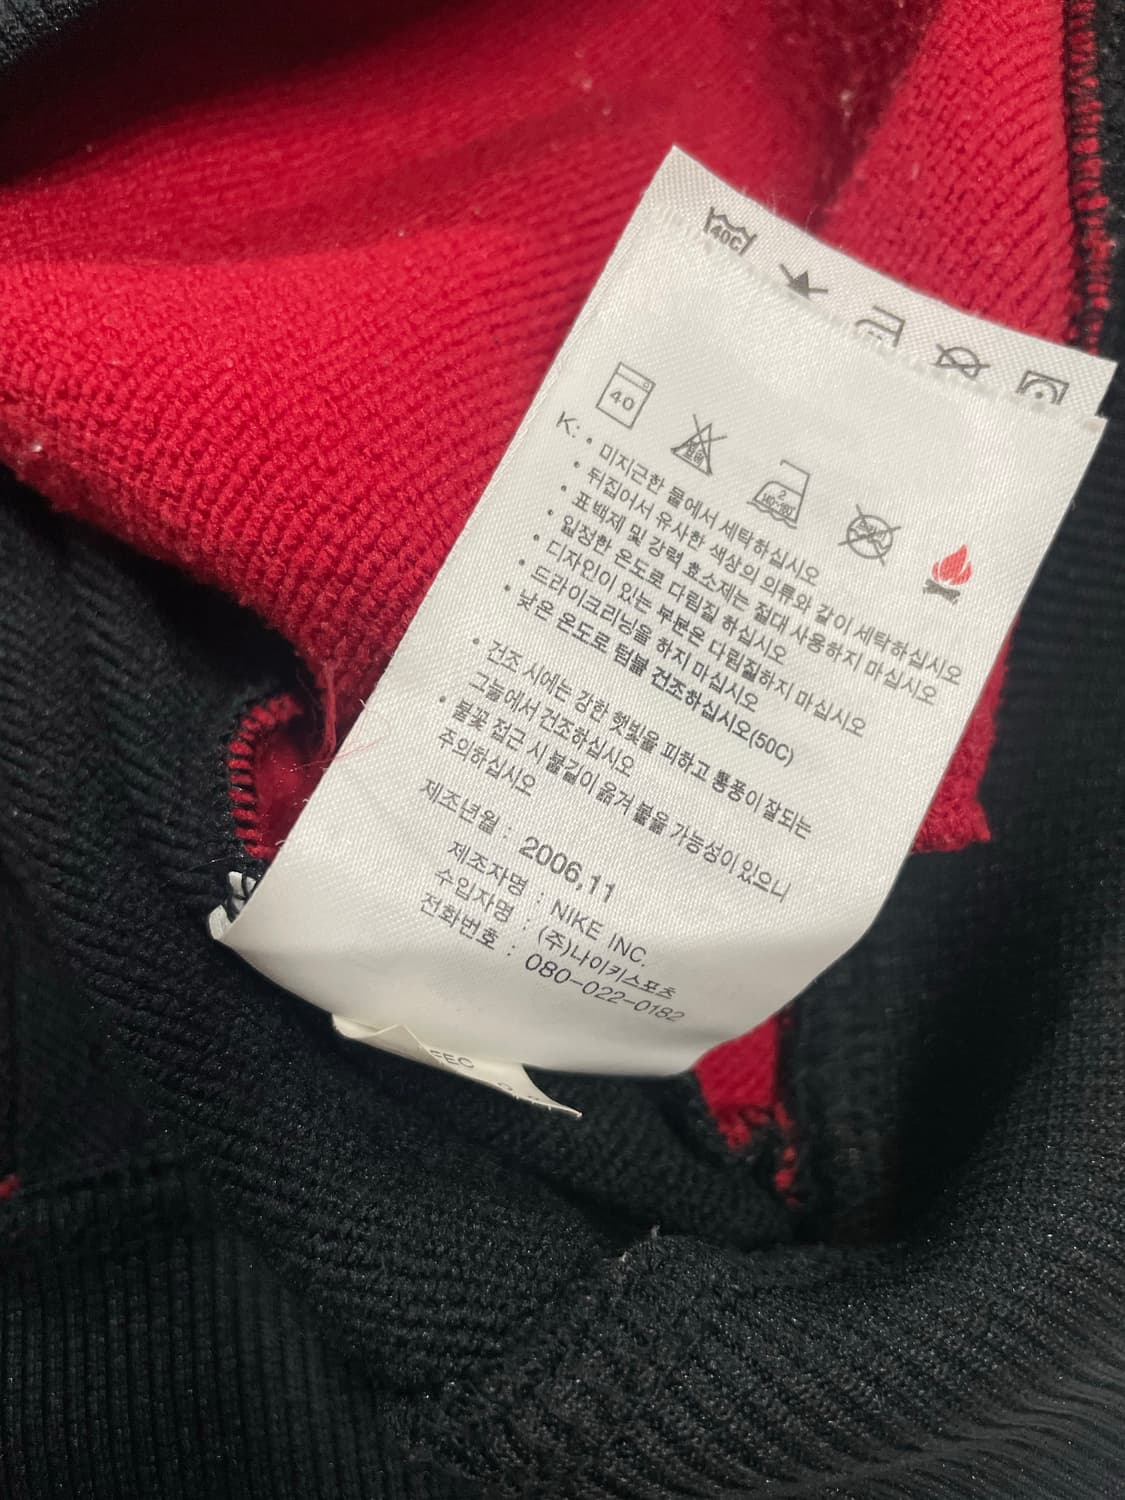 40C
40
K: • 미지근한 물에서 세탁하십시오
• 뒤집어서 유사한 색상의 의류와 같이 세탁하십시오
• 표백제 및 강력 효소제는 절대 사용하지 마십시오
• 일정한 온도로 다림질 하십시오
• 디자인이 있는 부분은 다림질하지 마십시오
• 드라이크리닝을 하지 마십시오
• 낮은 온도로 텀블 건조하십시오(50C)
• 건조 시에는 강한 햇빛을 피하고 통풍이 잘되는
그늘에서 건조하십시오
• 불꽃 접근 시 불길이 옮겨 붙을 가능성이 있으니
주의하십시오
제조년월 : 2006,11
제조자명 : NIKE INC.
수입자명 : (주)나이키스포츠
전화번호 : 080-022-0182